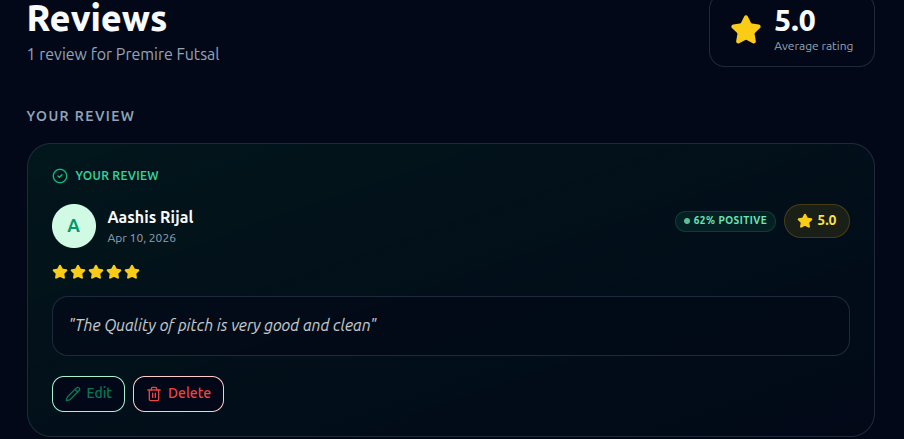 Reviews
1 review for Premire Futsal
5.0
Average rating
YOUR REVIEW
YOUR REVIEW
A
Aashis Rijal
Apr 10, 2026
62% POSITIVE
5.0
"The Quality of pitch is very good and clean"
Edit
Delete